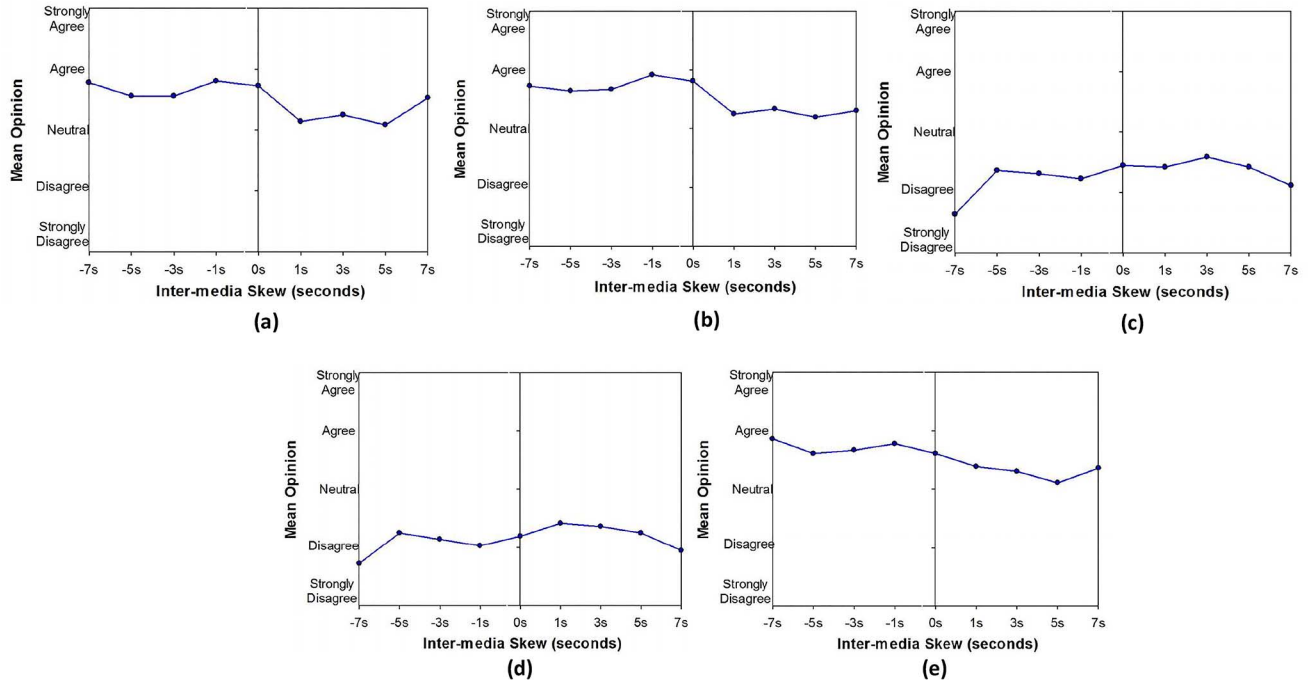 Strongly
Agree
Agree
Neutral
Disagree
Strongly
Disagree
Mean Opinion
-7s -5s -3s -1s 0s 1s 3s 5s 7s
Inter-media Skew (seconds)
(a)
Strongly
Agree
Agree
Neutral
Disagree
Strongly
Disagree
Mean Opinion
-7s -5s -3s -1s 0s 1s 3s 5s 7s
Inter-media Skew (seconds)
(b)
Strongly
Agree
Agree
Neutral
Disagree
Strongly
Disagree
Mean Opinion
-7s -5s -3s -1s 0s 1s 3s 5s 7s
Inter-media Skew (seconds)
(c)
Strongly
Agree
Agree
Neutral
Disagree
Strongly
Disagree
Mean Opinion
-7s -5s -3s -1s 0s 1s 3s 5s 7s
Inter-media Skew (seconds)
(d)
Strongly
Agree
Agree
Neutral
Disagree
Strongly
Disagree
Mean Opinion
-7s -5s -3s -1s 0s 1s 3s 5s 7s
Inter-media Skew (seconds)
(e)